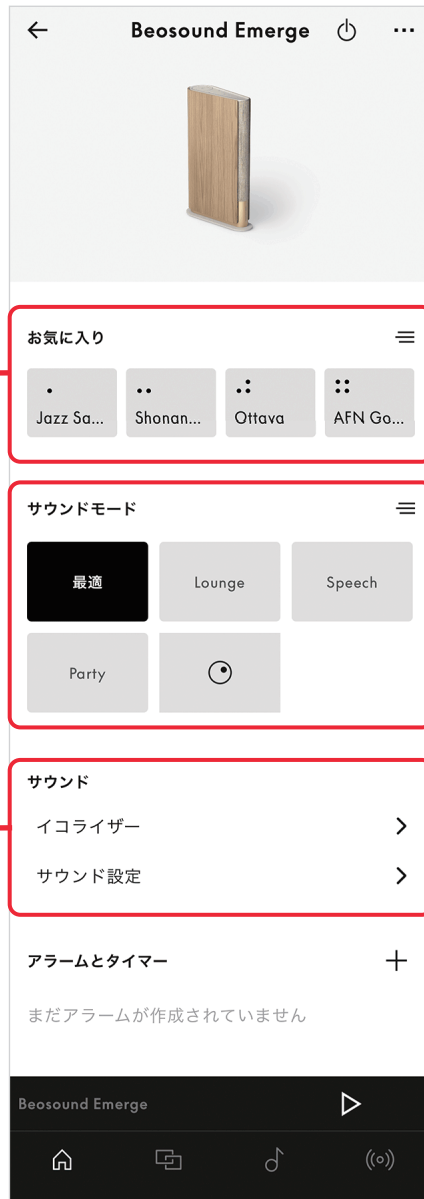 Beosound Emerge
お気に入り
Jazz Sa...
Shonan...
Ottava
AFN Go...
サウンドモード
最適
Lounge
Speech
Party
サウンド
イコライザー
サウンド設定
アラームとタイマー
まだアラームが作成されていません
Beosound Emerge